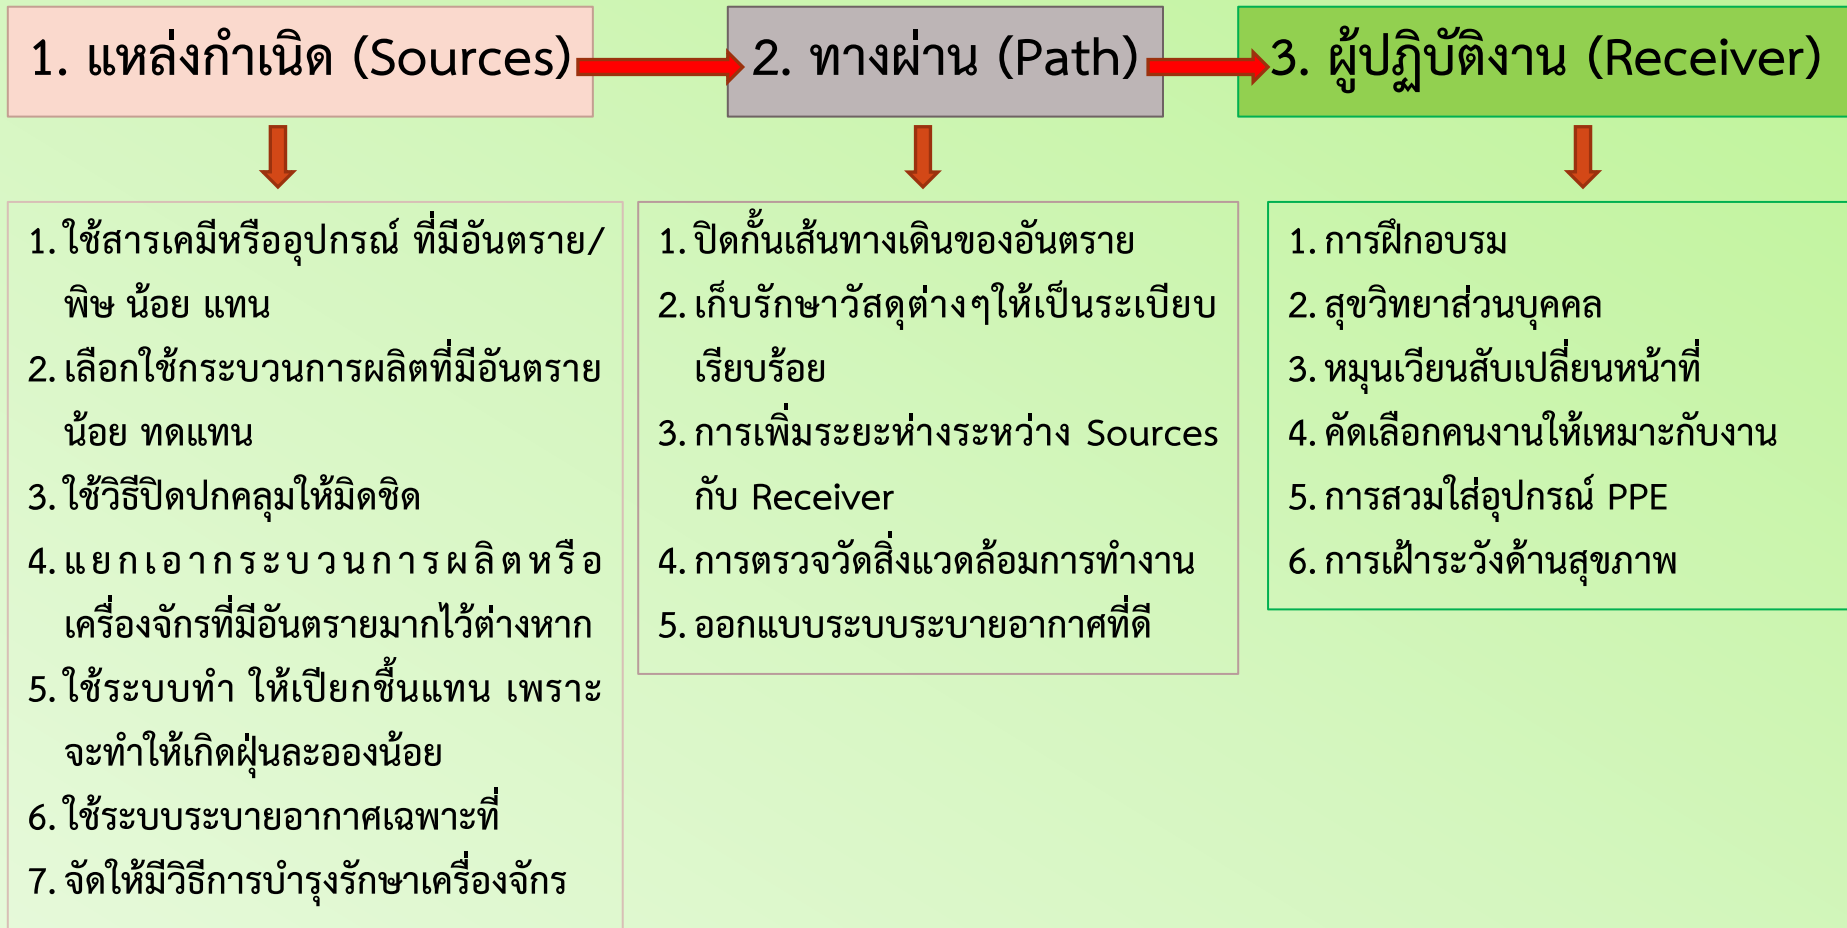 1. แหล่งกำเนิด (Sources)
2. ทางผ่าน (Path)
3. ผู้ปฏิบัติงาน (Receiver)
1. ใช้สารเคมีหรืออุปกรณ์ ที่มีอันตราย/
พิษ น้อย แทน
2. เลือกใช้กระบวนการผลิตที่มีอันตราย
น้อย ทดแทน
3. ใช้วิธีปิดปกคลุมให้มิดชิด
4. แยกเอากระบวนการผลิตหรือ
เครื่องจักรที่มีอันตรายมากไว้ต่างหาก
5. ใช้ระบบทำ ให้เปียกชื้นแทน เพราะ
จะทำให้เกิดฝุ่นละอองน้อย
6. ใช้ระบบระบายอากาศเฉพาะที่
7. จัดให้มีวิธีการบำรุงรักษาเครื่องจักร
1. ปิดกั้นเส้นทางเดินของอันตราย
2. เก็บรักษาวัสดุต่างๆให้เป็นระเบียบ
เรียบร้อย
3. การเพิ่มระยะห่างระหว่าง Sources
กับ Receiver
4. การตรวจวัดสิ่งแวดล้อมการทำงาน
5. ออกแบบระบบระบายอากาศที่ดี
1. การฝึกอบรม
2. สุขวิทยาส่วนบุคคล
3. หมุนเวียนสับเปลี่ยนหน้าที่
4. คัดเลือกคนงานให้เหมาะกับงาน
5. การสวมใส่อุปกรณ์ PPE
6. การเฝ้าระวังด้านสุขภาพ